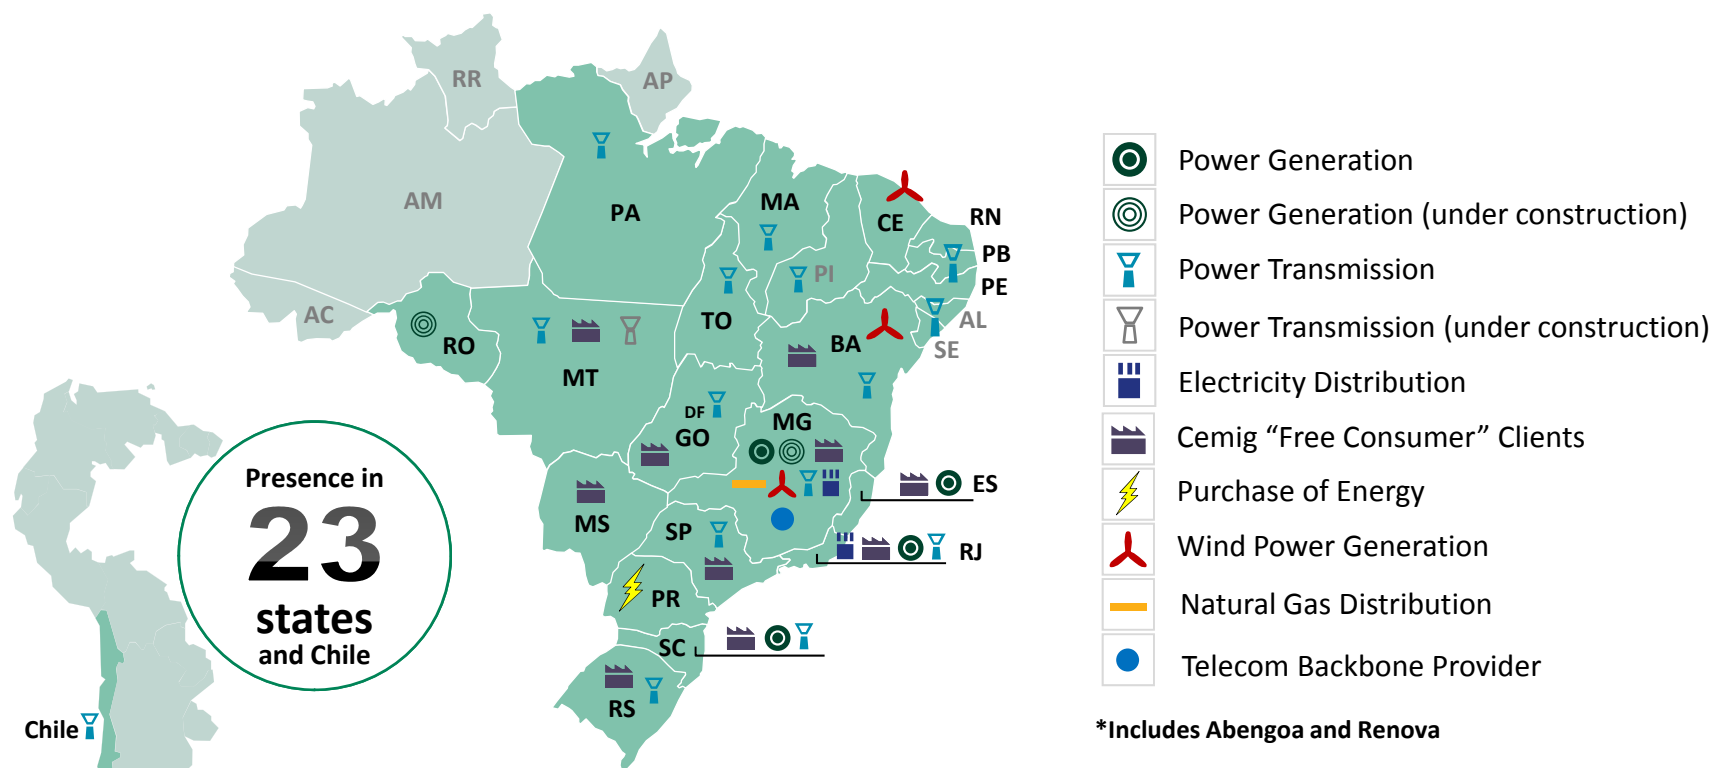 RR
AP
AM
PA
MA
CE
RN
PB
PI
PE
AC
RO
TO
AL
BA
SE
MT
DF
GO
MG
ES
MS
SP
RJ
PR
SC
RS
Presence in
23
states
and Chile
Chile
Power Generation
Power Generation (under construction)
Power Transmission
Power Transmission (under construction)
Electricity Distribution
Cemig “Free Consumer” Clients
Purchase of Energy
Wind Power Generation
Natural Gas Distribution
Telecom Backbone Provider
*Includes Abengoa and Renova